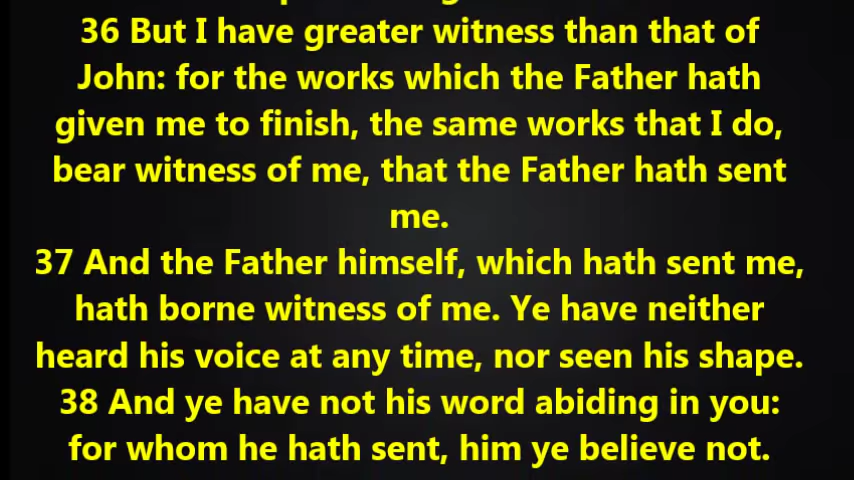 36 But I have greater witness than that of
John: for the works which the Father hath
given me to finish, the same works that I do,
bear witness of me, that the Father hath sent
me.
37 And the Father himself, which hath sent me,
hath borne witness of me. Ye have neither
heard his voice at any time, nor seen his shape.
38 And ye have not his word abiding in you:
for whom he hath sent, him ye believe not.